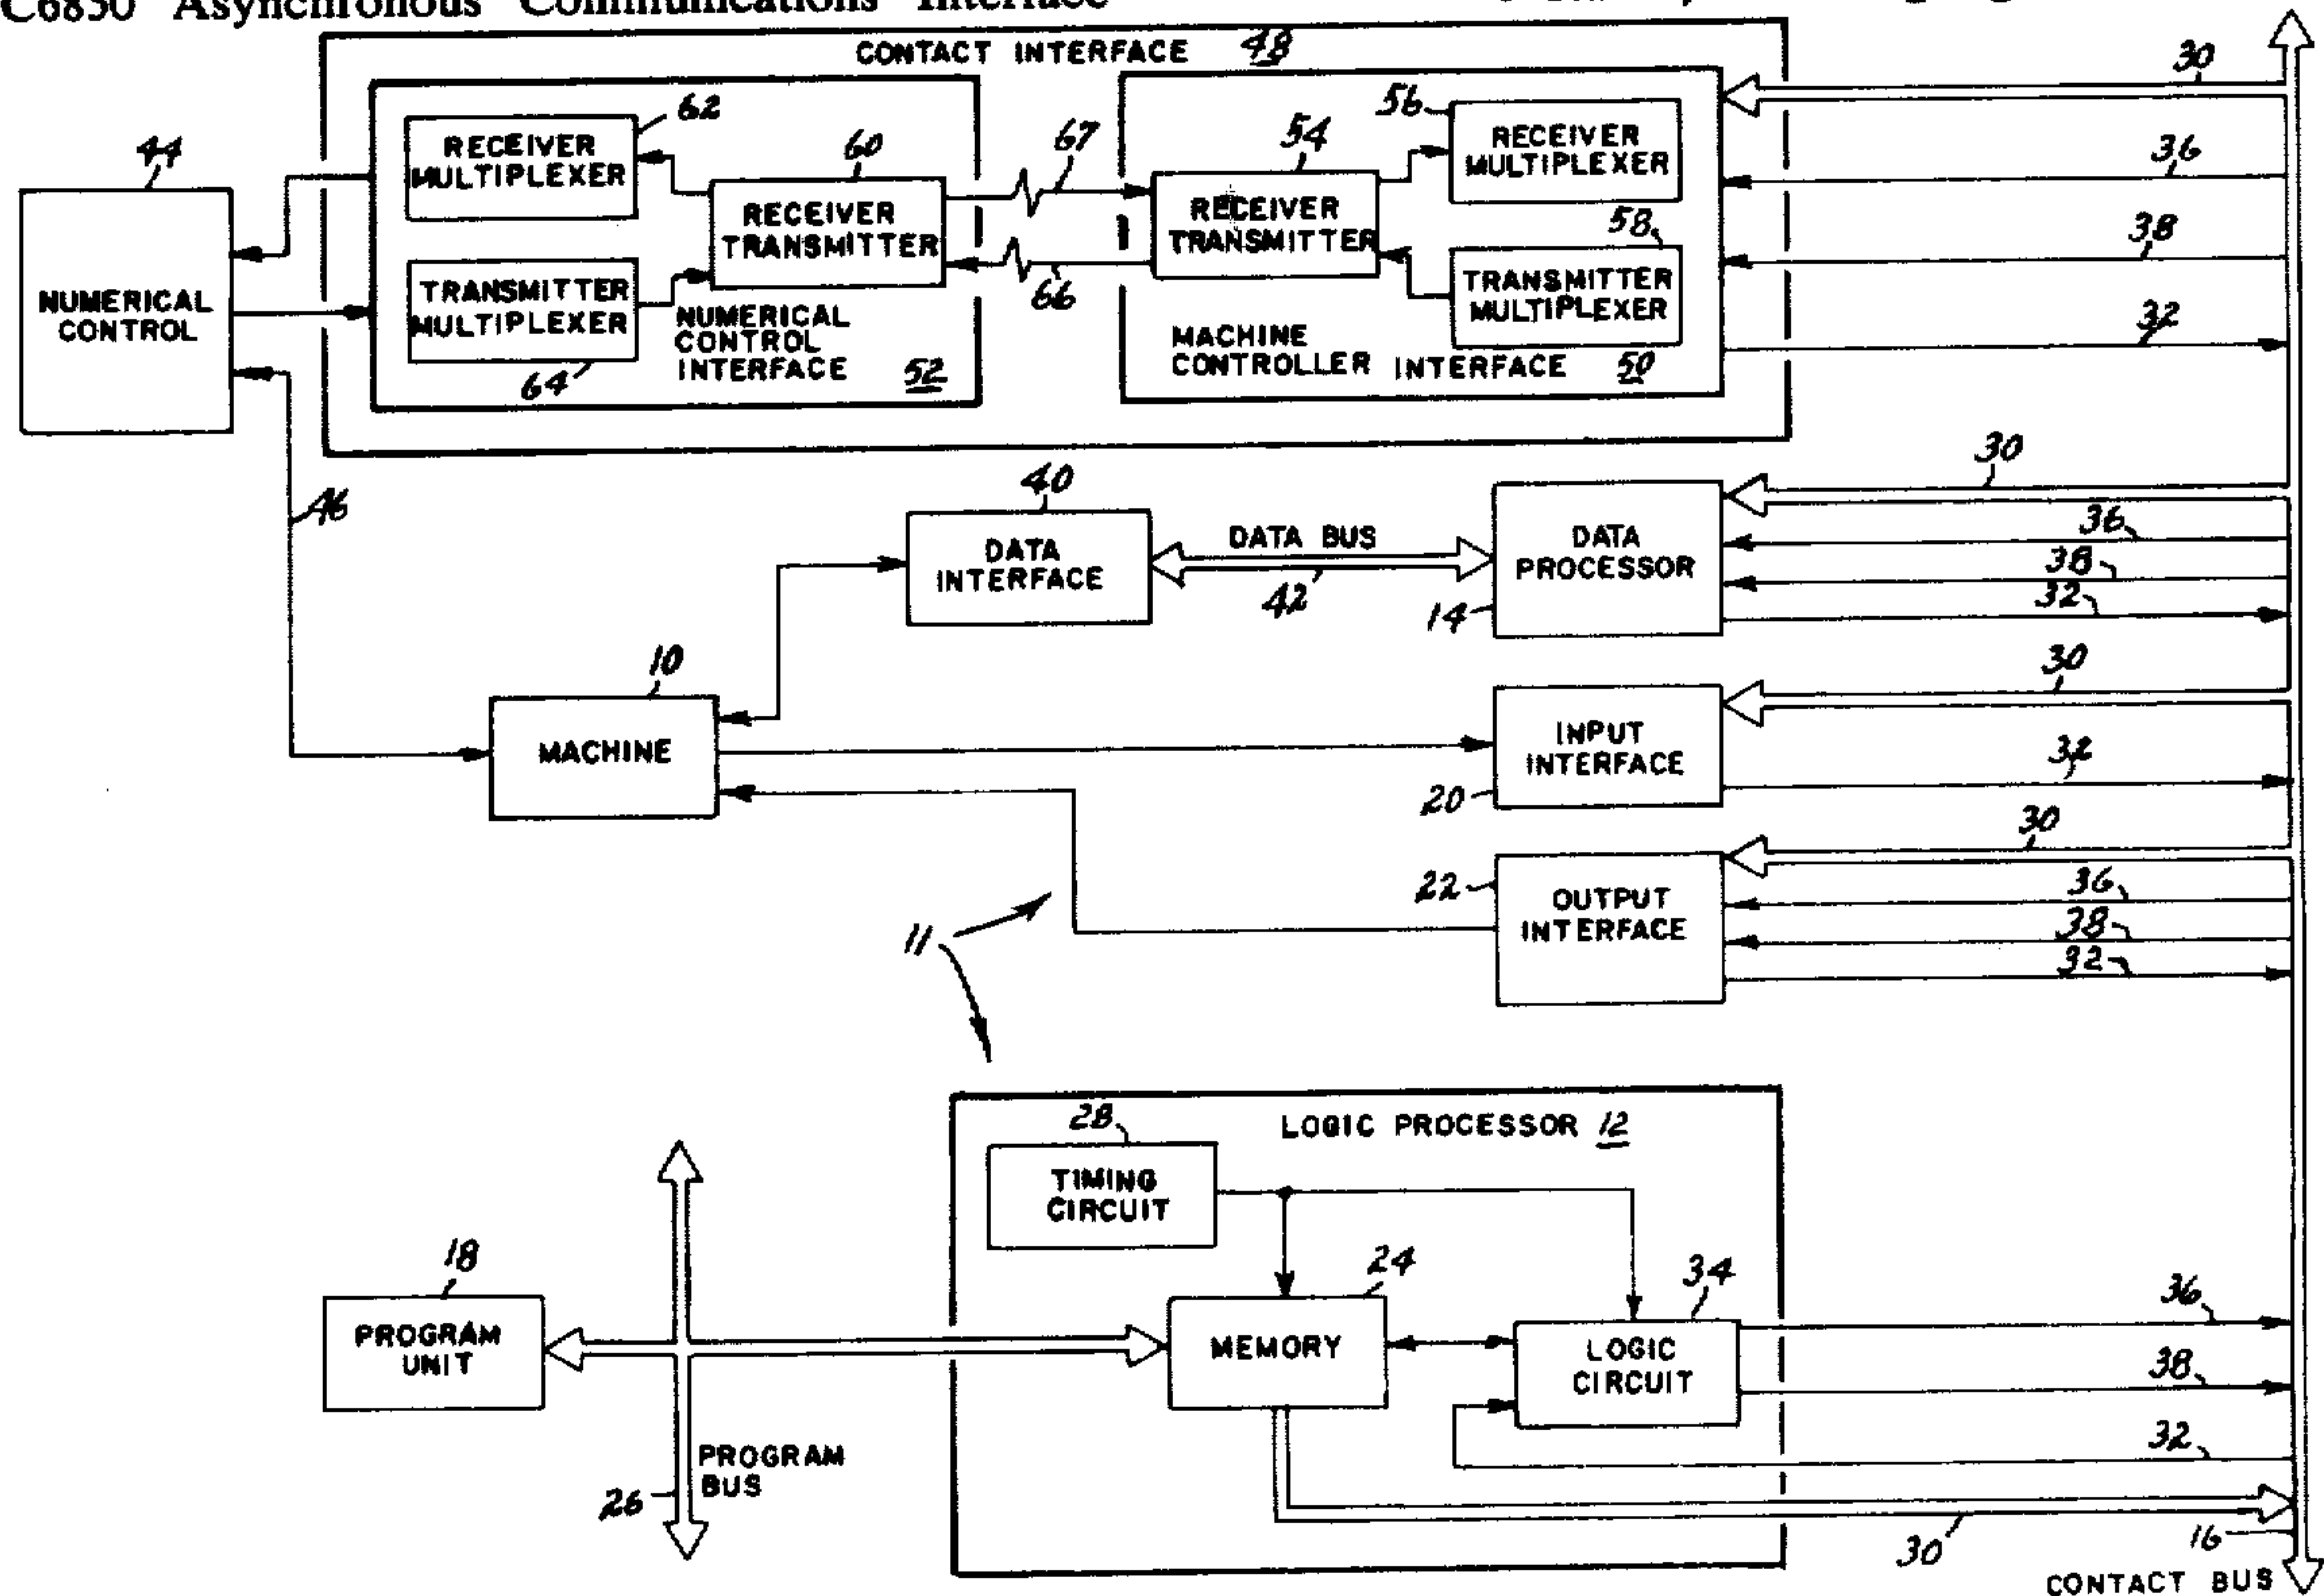 C6850 Asynchronous Communications Interface
CONTACT INTERFACE 48
30
62
RECEIVER
MULTIPLEXER
60
67
54
56
RECEIVER
MULTIPLEXER
44
36
RECEIVER
TRANSMITTER
RECEIVER
TRANSMITTER
58
38
NUMERICAL
CONTROL
TRANSMITTER
MULTIPLEXER
66
TRANSMITTER
MULTIPLEXER
NUMERICAL
CONTROL
INTERFACE 52
64
MACHINE
CONTROLLER INTERFACE 50
32
46
40
DATA
INTERFACE
DATA BUS
42
DATA
PROCESSOR
14
30
36
38
32
10
MACHINE
INPUT
INTERFACE
20
30
32
22
OUTPUT
INTERFACE
30
36
38
32
11
LOGIC PROCESSOR 12
28
TIMING
CIRCUIT
18
PROGRAM
UNIT
24
MEMORY
34
LOGIC
CIRCUIT
36
38
32
PROGRAM
BUS
26
30
16
CONTACT BUS